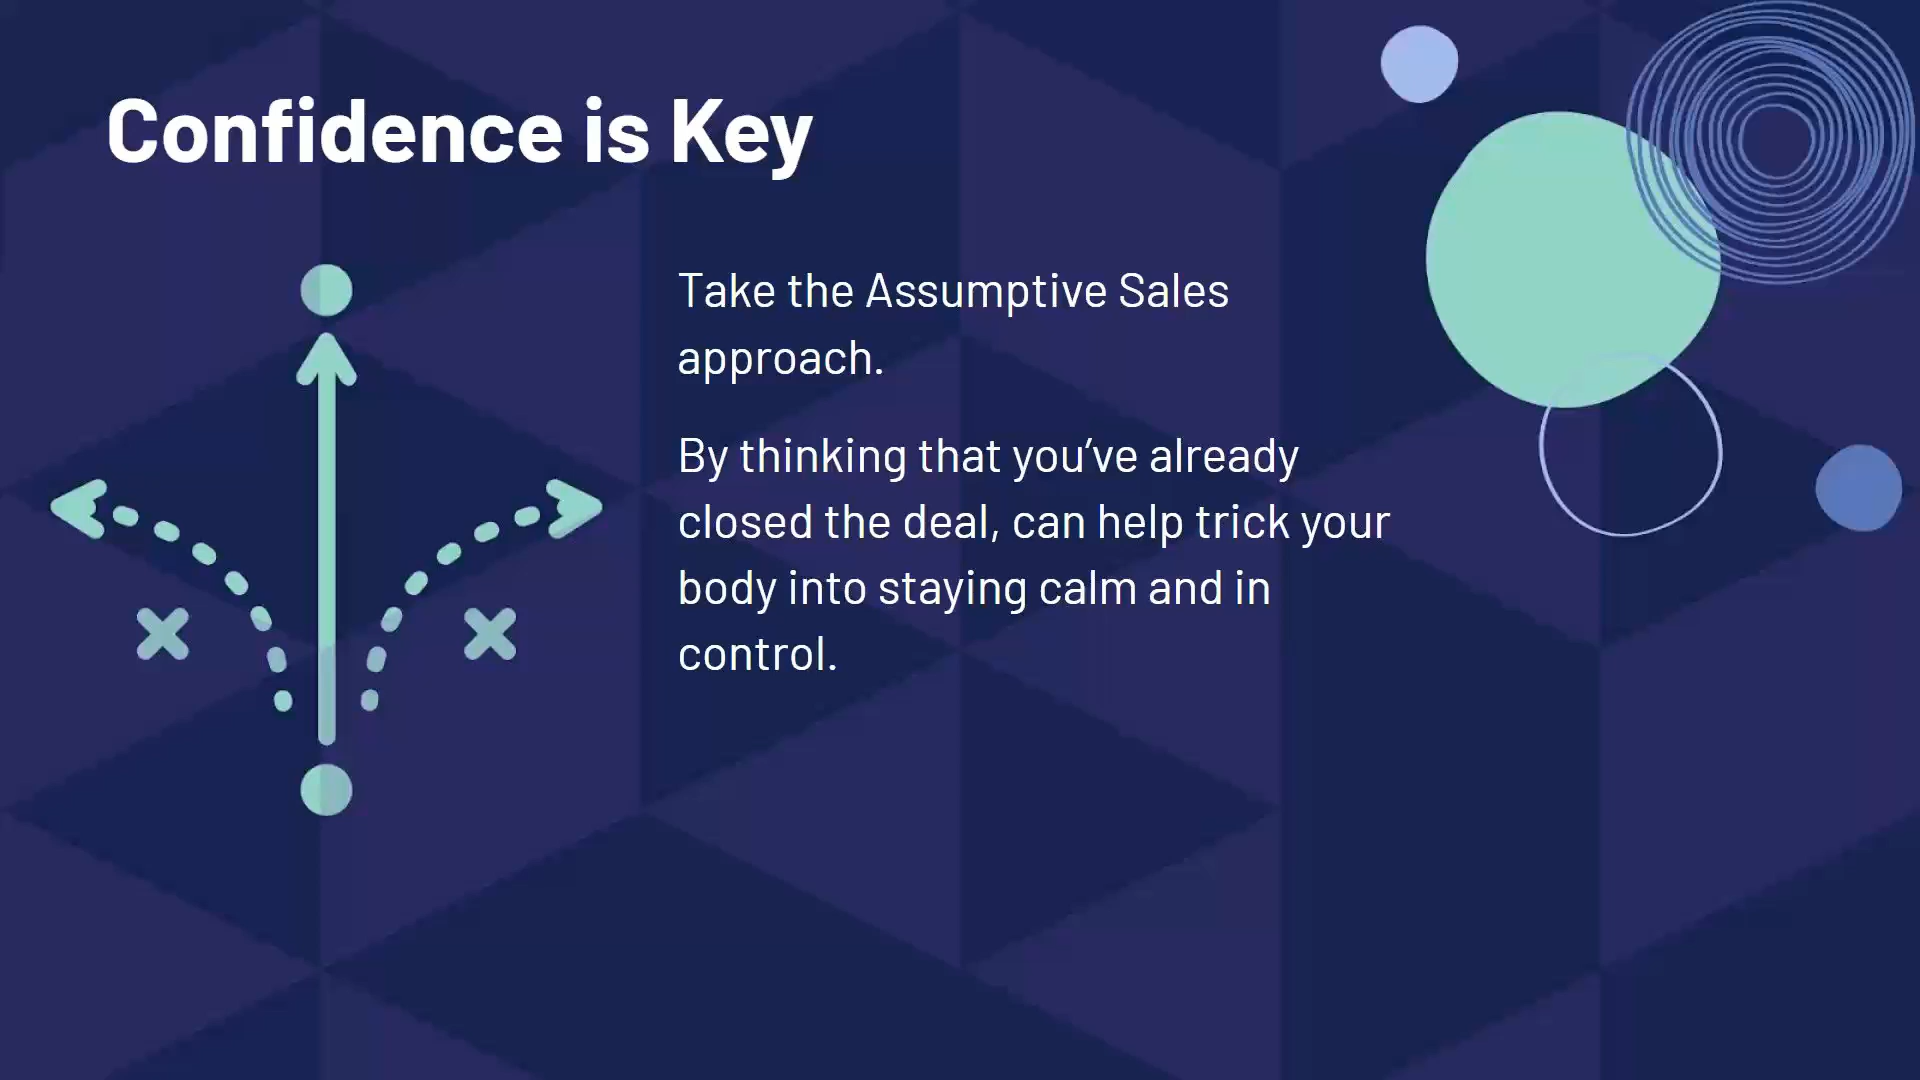 Confidence is Key
Take the Assumptive Sales
approach.
By thinking that you’ve already
closed the deal, can help trick your
body into staying calm and in
control.